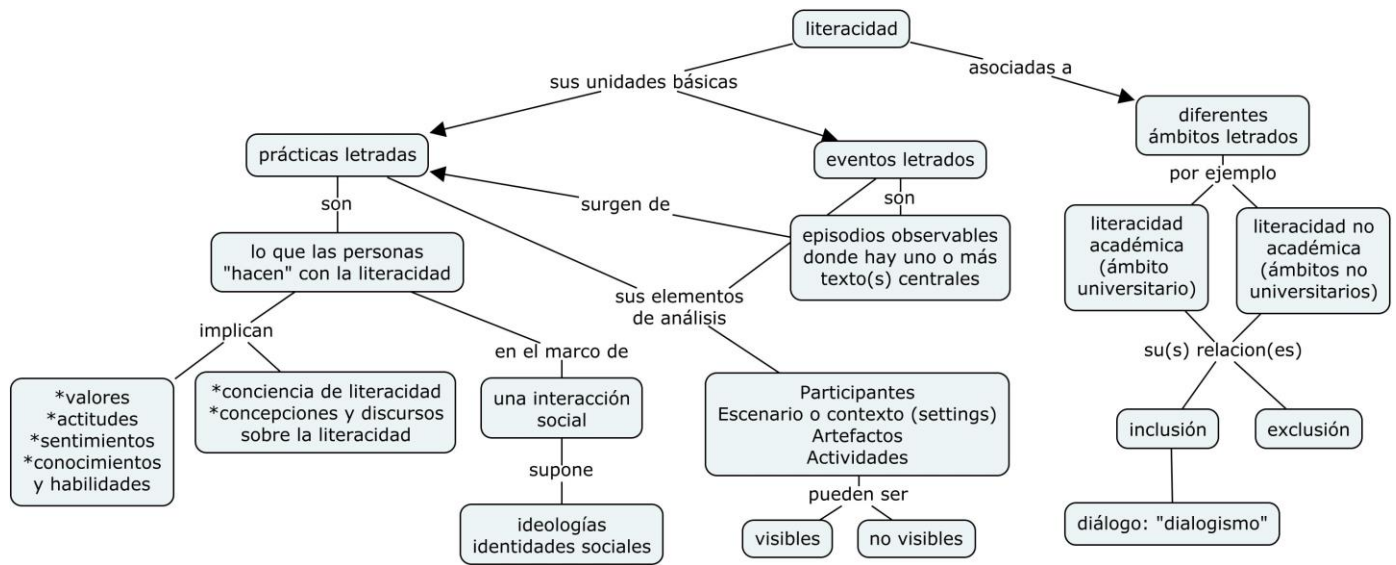 literacidad
sus unidades básicas
asociadas a
prácticas letradas
eventos letrados
diferentes
ámbitos letrados
son
surgen de
son
por ejemplo
lo que las personas
"hacen" con la literacidad
episodios observables
donde hay uno o más
texto(s) centrales
literacidad
académica
(ámbito
universitario)
literacidad no
académica
(ámbitos no
universitarios)
implican
en el marco de
sus elementos
de análisis
su(s) relacion(es)
*valores
*actitudes
*sentimientos
*conocimientos
y habilidades
*conciencia de literacidad
*concepciones y discursos
sobre la literacidad
una interacción
social
Participantes
Escenario o contexto (settings)
Artefactos
Actividades
inclusión
exclusión
supone
pueden ser
ideologías
identidades sociales
visibles
no visibles
diálogo: "dialogismo"